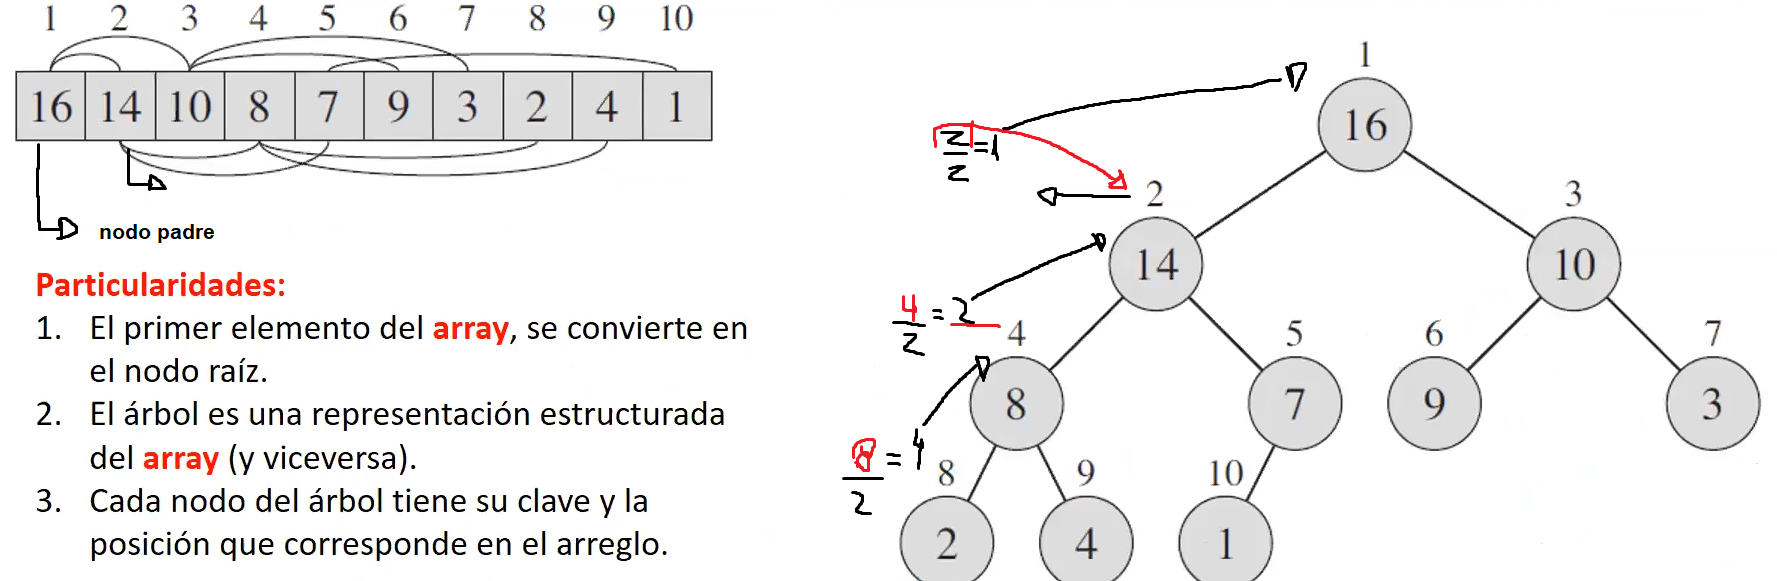 1 2 3 4 5 6 7 8 9 10
16 14 10 8 7 9 3 2 4 1
nodo padre
Particularidades:
1. El primer elemento del array, se convierte en
el nodo raíz.
2. El árbol es una representación estructurada
del array (y viceversa).
3. Cada nodo del árbol tiene su clave y la
posición que corresponde en el arreglo.
1
16
2/2=1
2
3
14
10
4/2=2
4
5
6
7
8
7
9
3
8/2=4
8
9
10
2
4
1